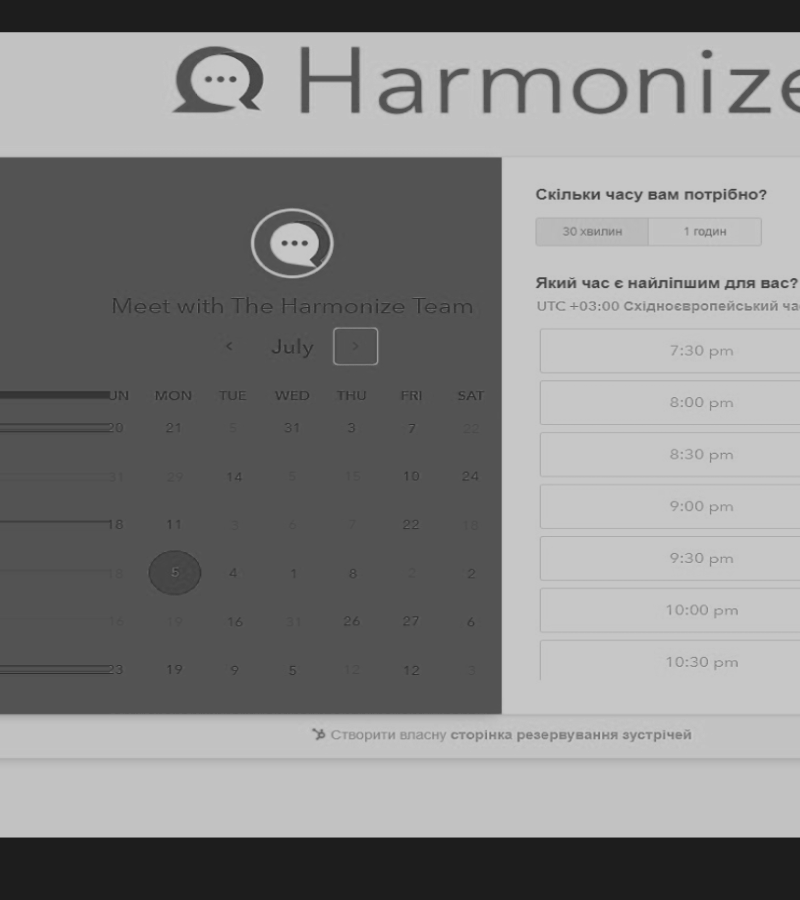 Harmonize
Meet with The Harmonize Team
< July >
UN MON TUE WED THU FRI SAT
20 21 5 31 3 7 22
31 29 14 5 15 10 24
18 11 3 6 7 22 18
18 5 4 1 8 2 2
16 19 16 31 26 27 6
23 19 9 5 12 12 3
Скільки часу вам потрібно?
30 хвилин 1 годин
Який час є найліпшим для вас?
UTC +03:00 Східноєвропейський ча
7:30 pm
8:00 pm
8:30 pm
9:00 pm
9:30 pm
10:00 pm
10:30 pm
Створити власну сторінка резервування зустрічей